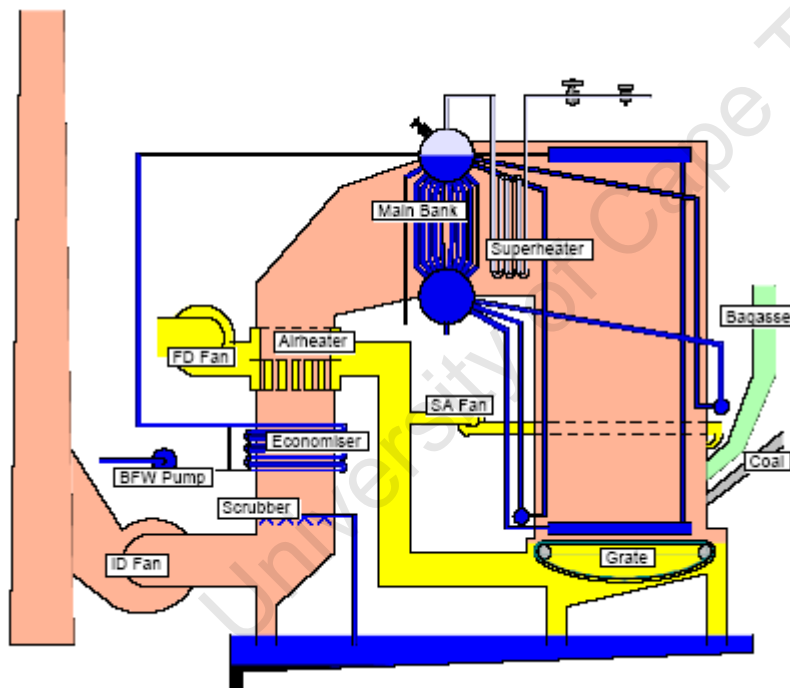 Main Bank
Superheater
Bagasse
FD Fan
Airheater
SA Fan
Economiser
BFW Pump
Coal
Scrubber
ID Fan
Grate
University of Cape T